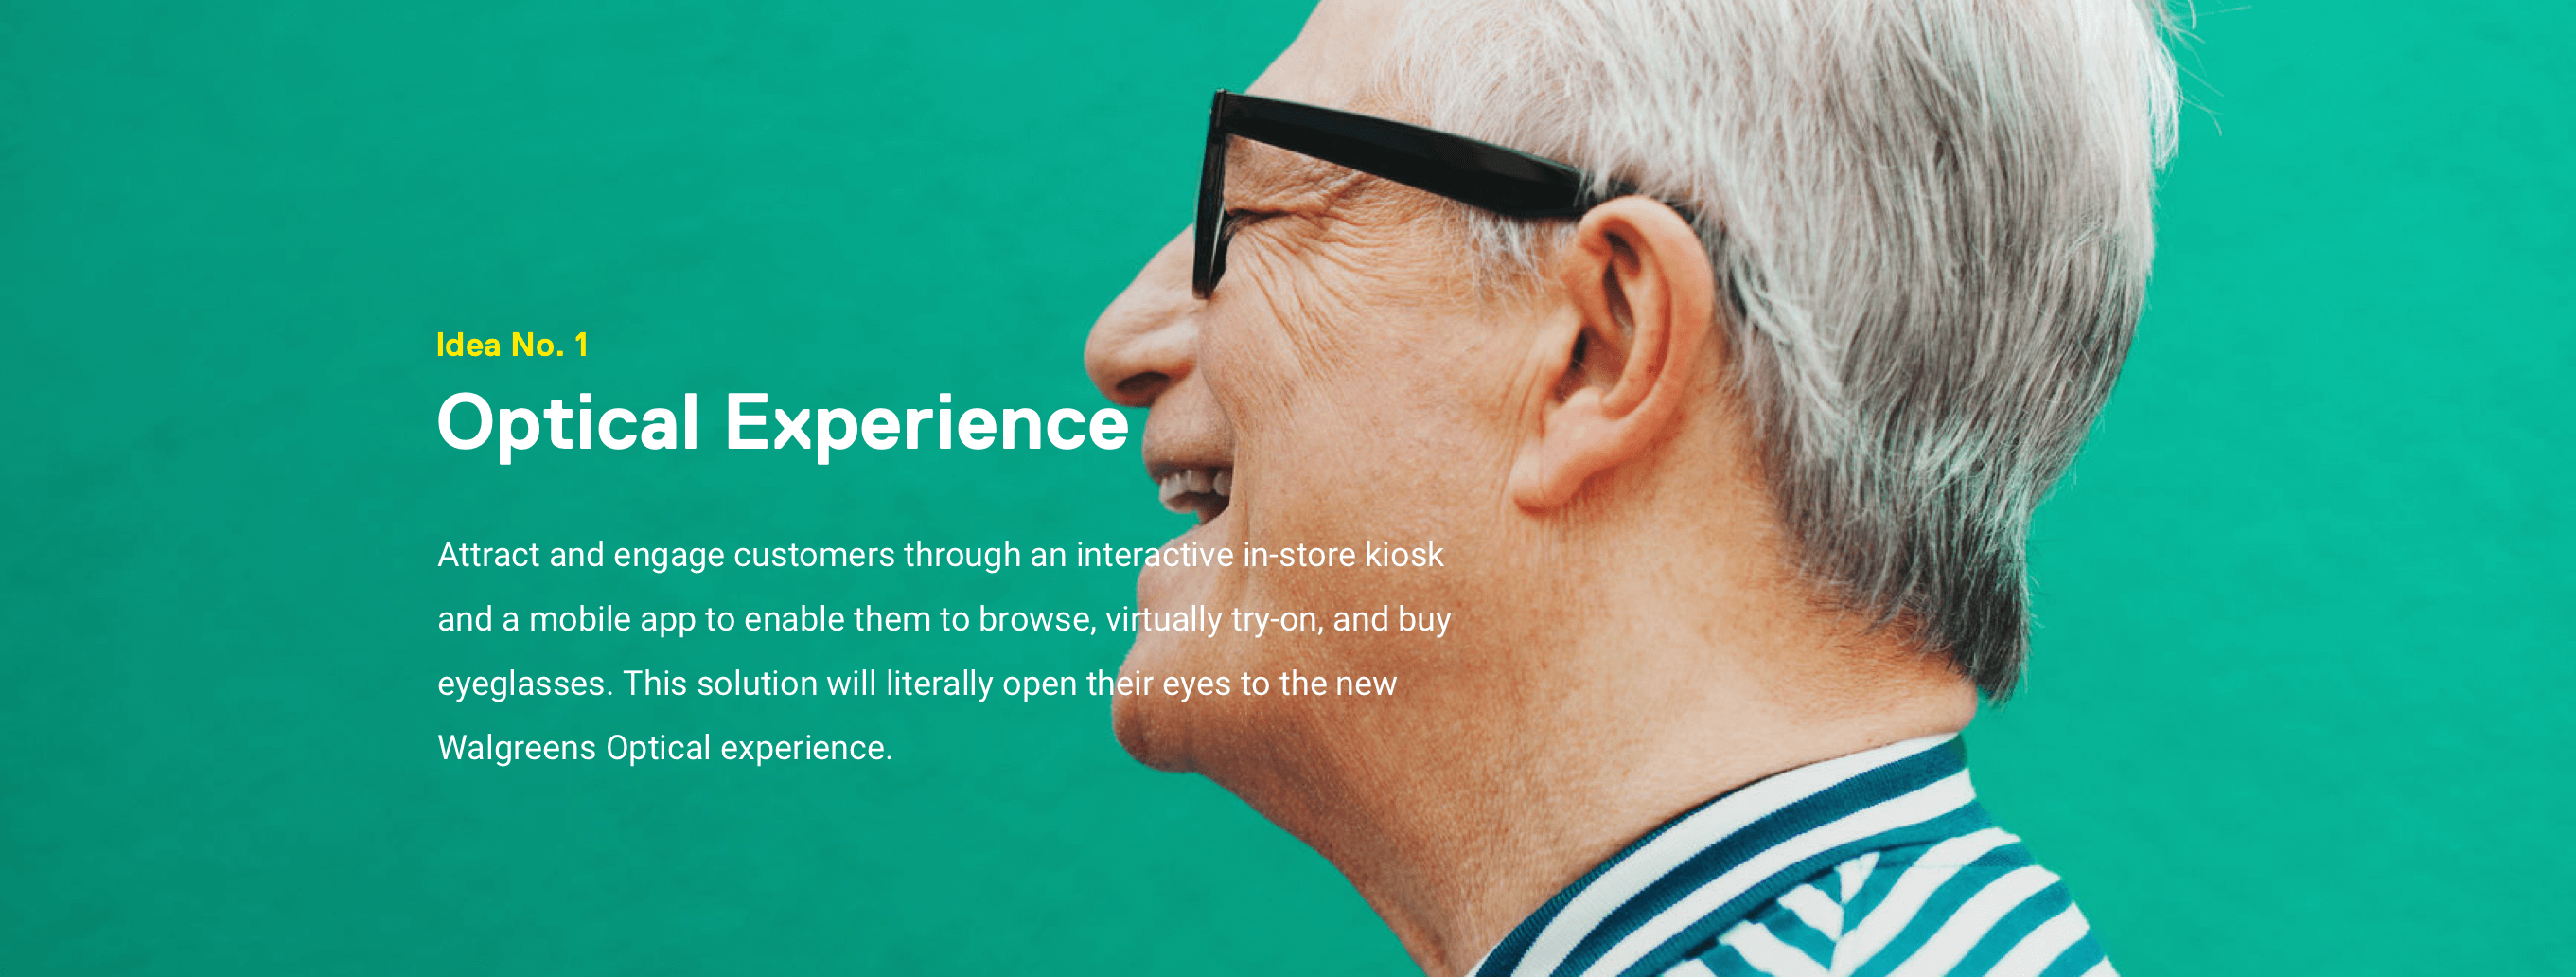 Idea No. 1
Optical Experience
Attract and engage customers through an interactive in-store kiosk
and a mobile app to enable them to browse, virtually try-on, and buy
eyeglasses. This solution will literally open their eyes to the new
Walgreens Optical experience.